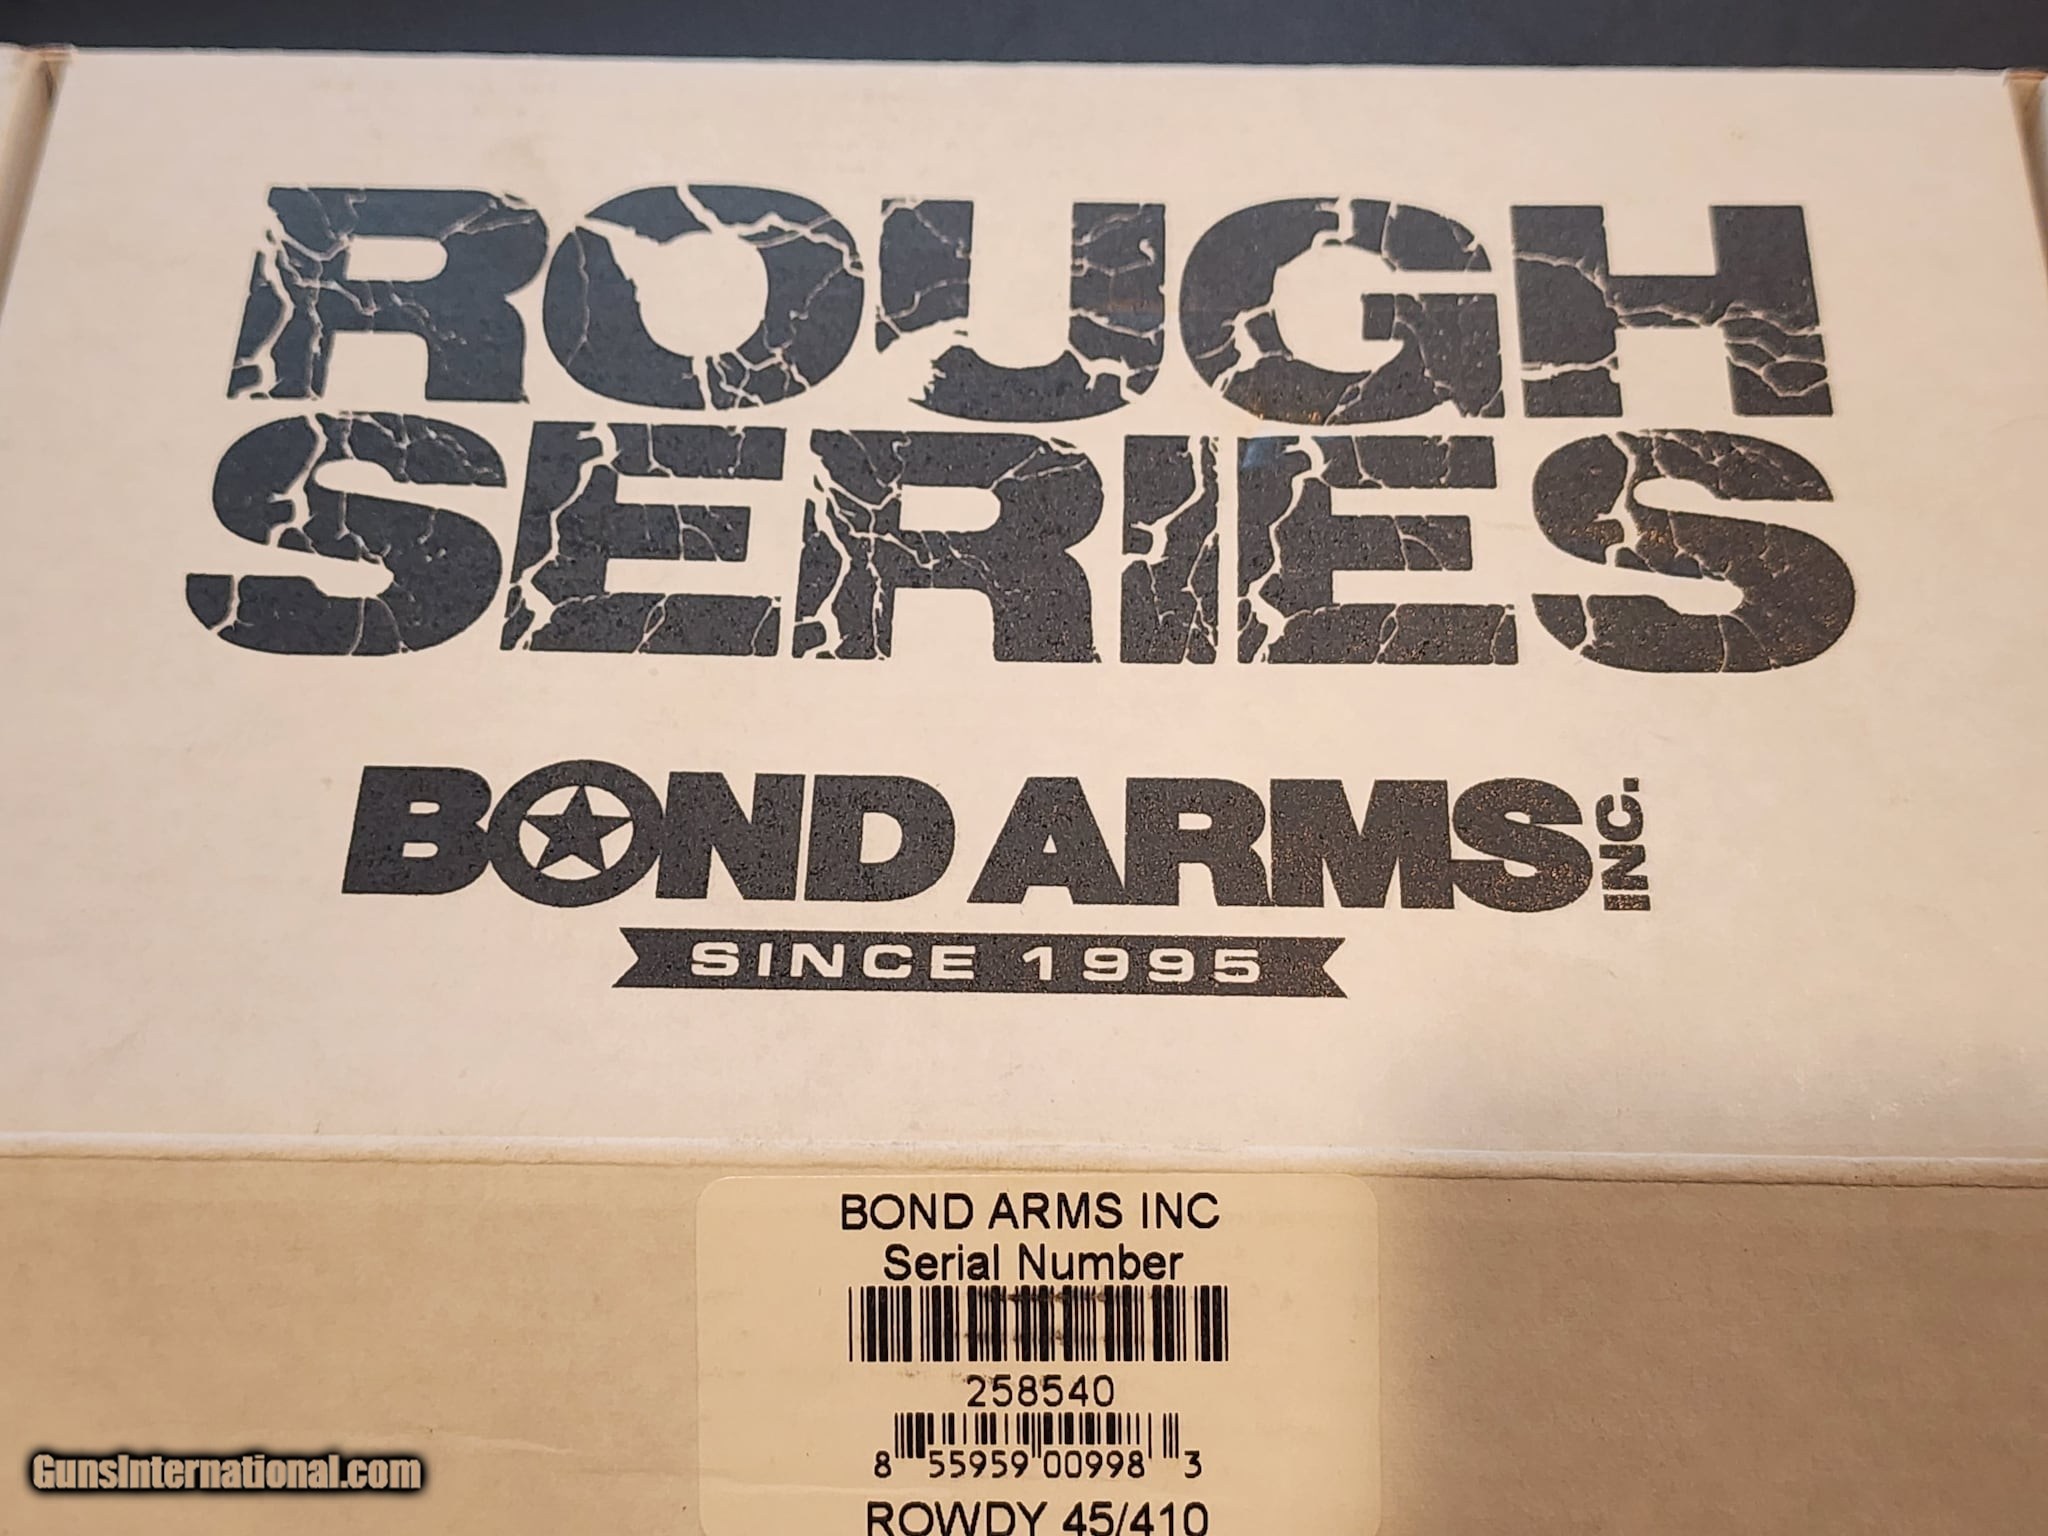 ROUGH
SERIES
BOND ARMS INC.
SINCE 1995
BOND ARMS INC
Serial Number
258540
8 55959 00998 3
ROWDY 45/410
GunsInternational.com